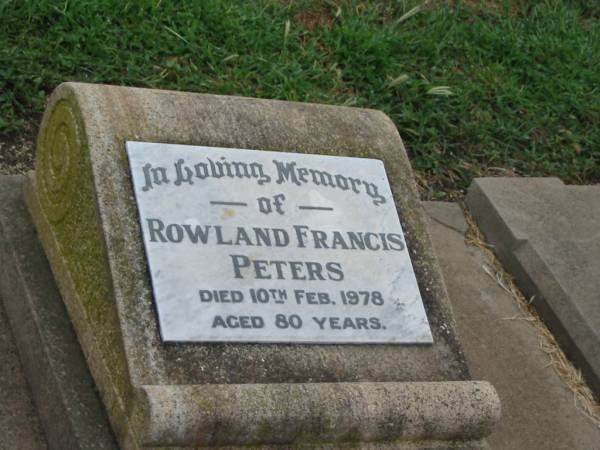 In Loving Memory
— of —
ROWLAND FRANCIS
PETERS
DIED 10TH FEB. 1978
AGED 80 YEARS.